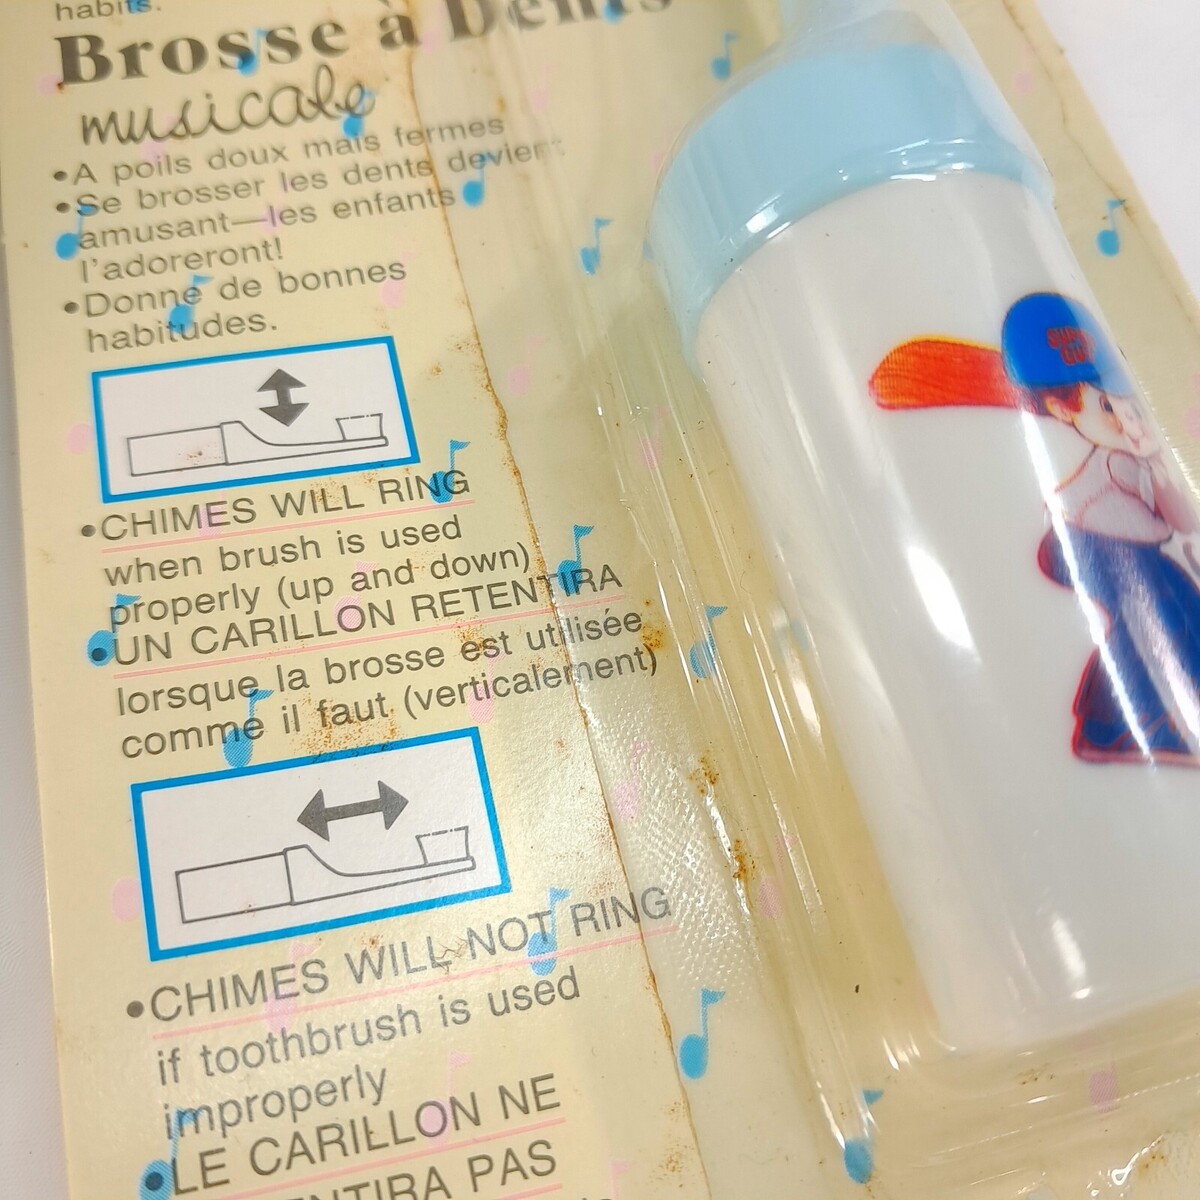 habits.
Brosse à Dents
musicale
•A poils doux mais fermes
•Se brosser les dents devient
amusant—les enfants
l'adoreront!
•Donne de bonnes
habitudes.
•CHIMES WILL RING
when brush is used
properly (up and down)
•UN CARILLON RETENTIRA
lorsque la brosse est utilisée
comme il faut (verticalement)
•CHIMES WILL NOT RING
if toothbrush is used
improperly
•LE CARILLON NE
ENTIRA PAS